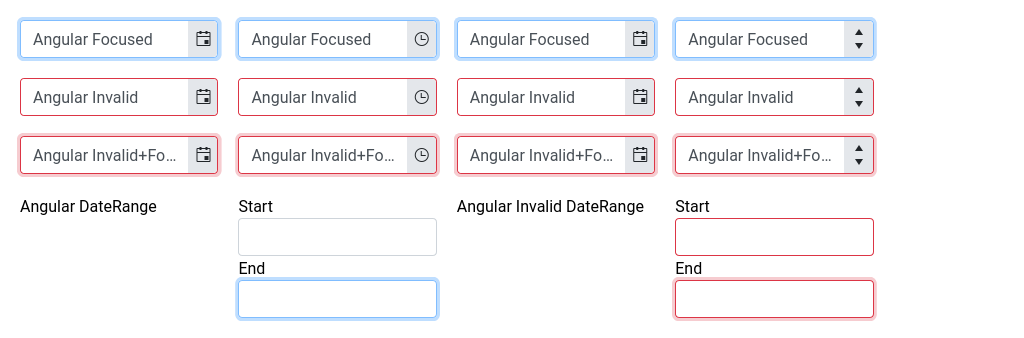 Angular Focused Angular Focused Angular Focused Angular Focused
Angular Invalid Angular Invalid Angular Invalid Angular Invalid
Angular Invalid+Fo... Angular Invalid+Fo... Angular Invalid+Fo... Angular Invalid+Fo...
Angular DateRange Start Angular Invalid DateRange Start
End End